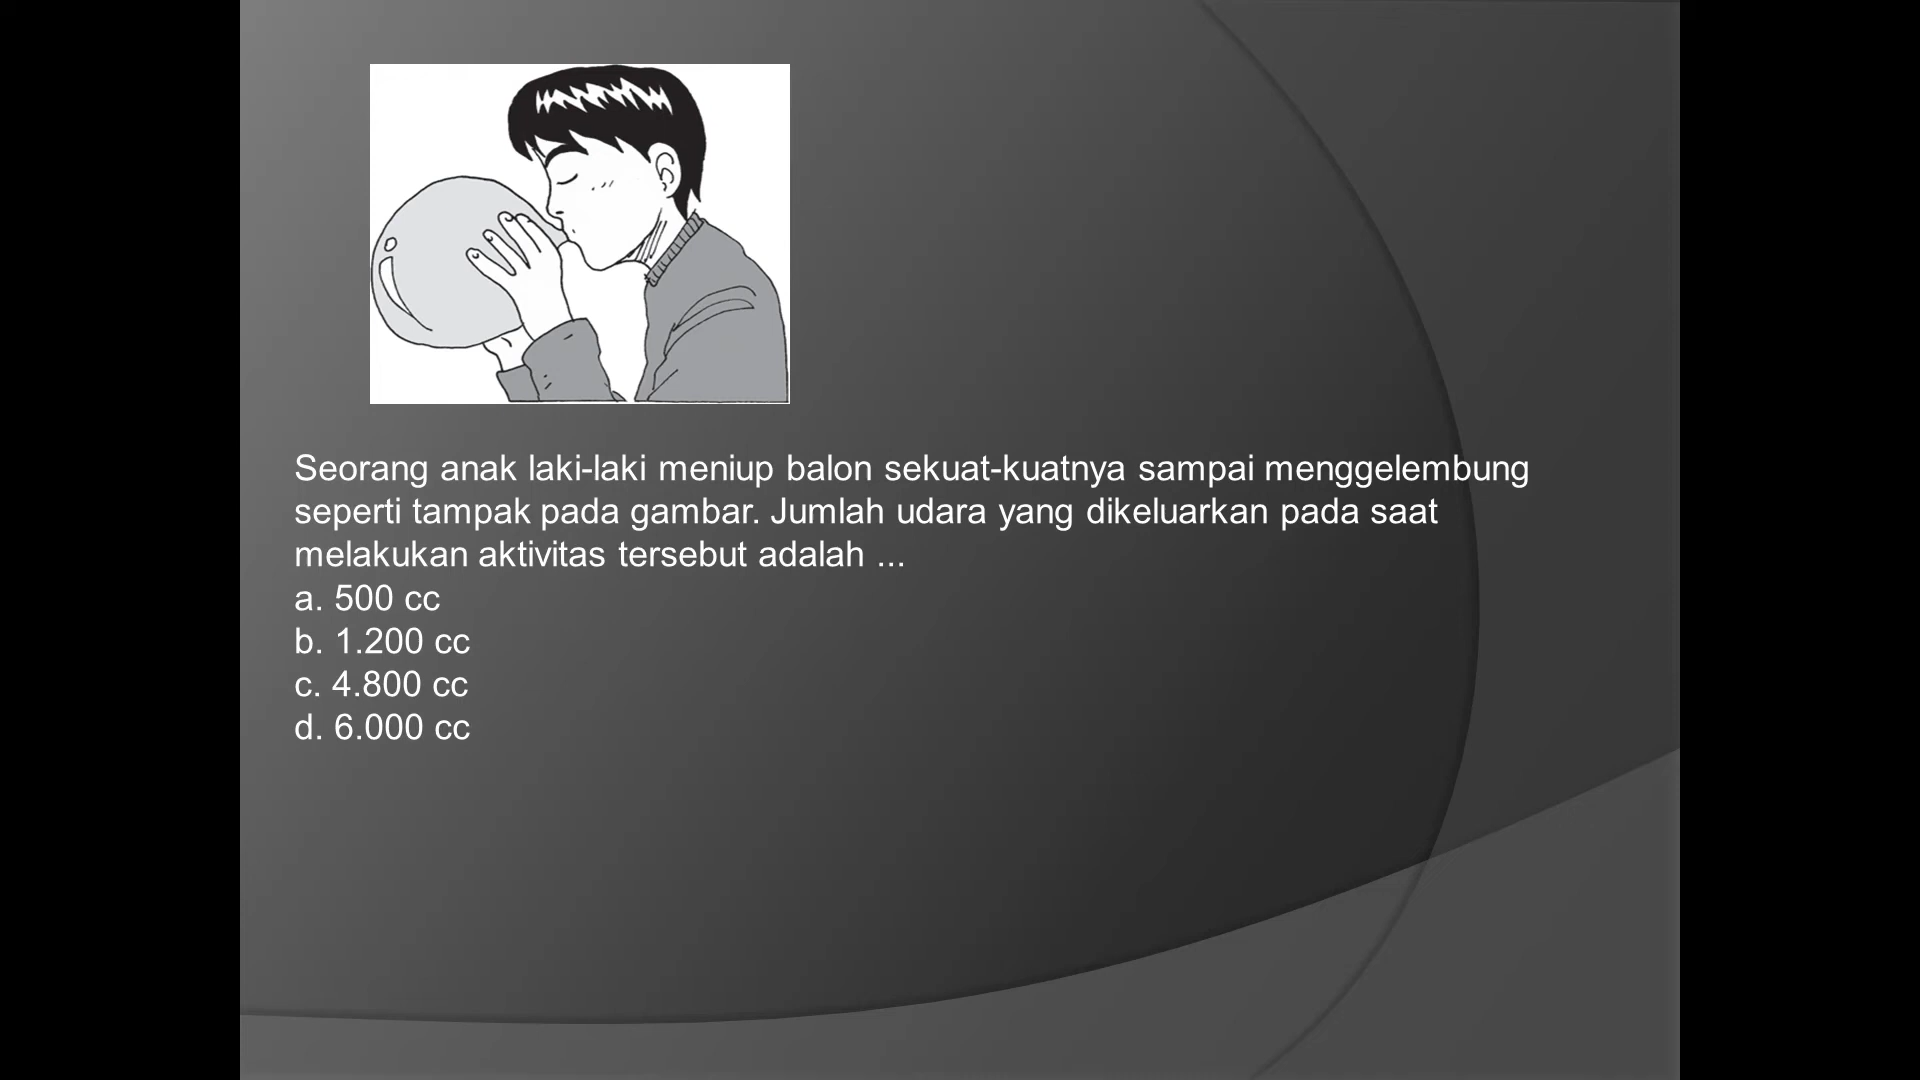 Seorang anak laki-laki meniup balon sekuat-kuatnya sampai menggelembung
seperti tampak pada gambar. Jumlah udara yang dikeluarkan pada saat
melakukan aktivitas tersebut adalah ...
a. 500 cc
b. 1.200 cc
c. 4.800 cc
d. 6.000 cc